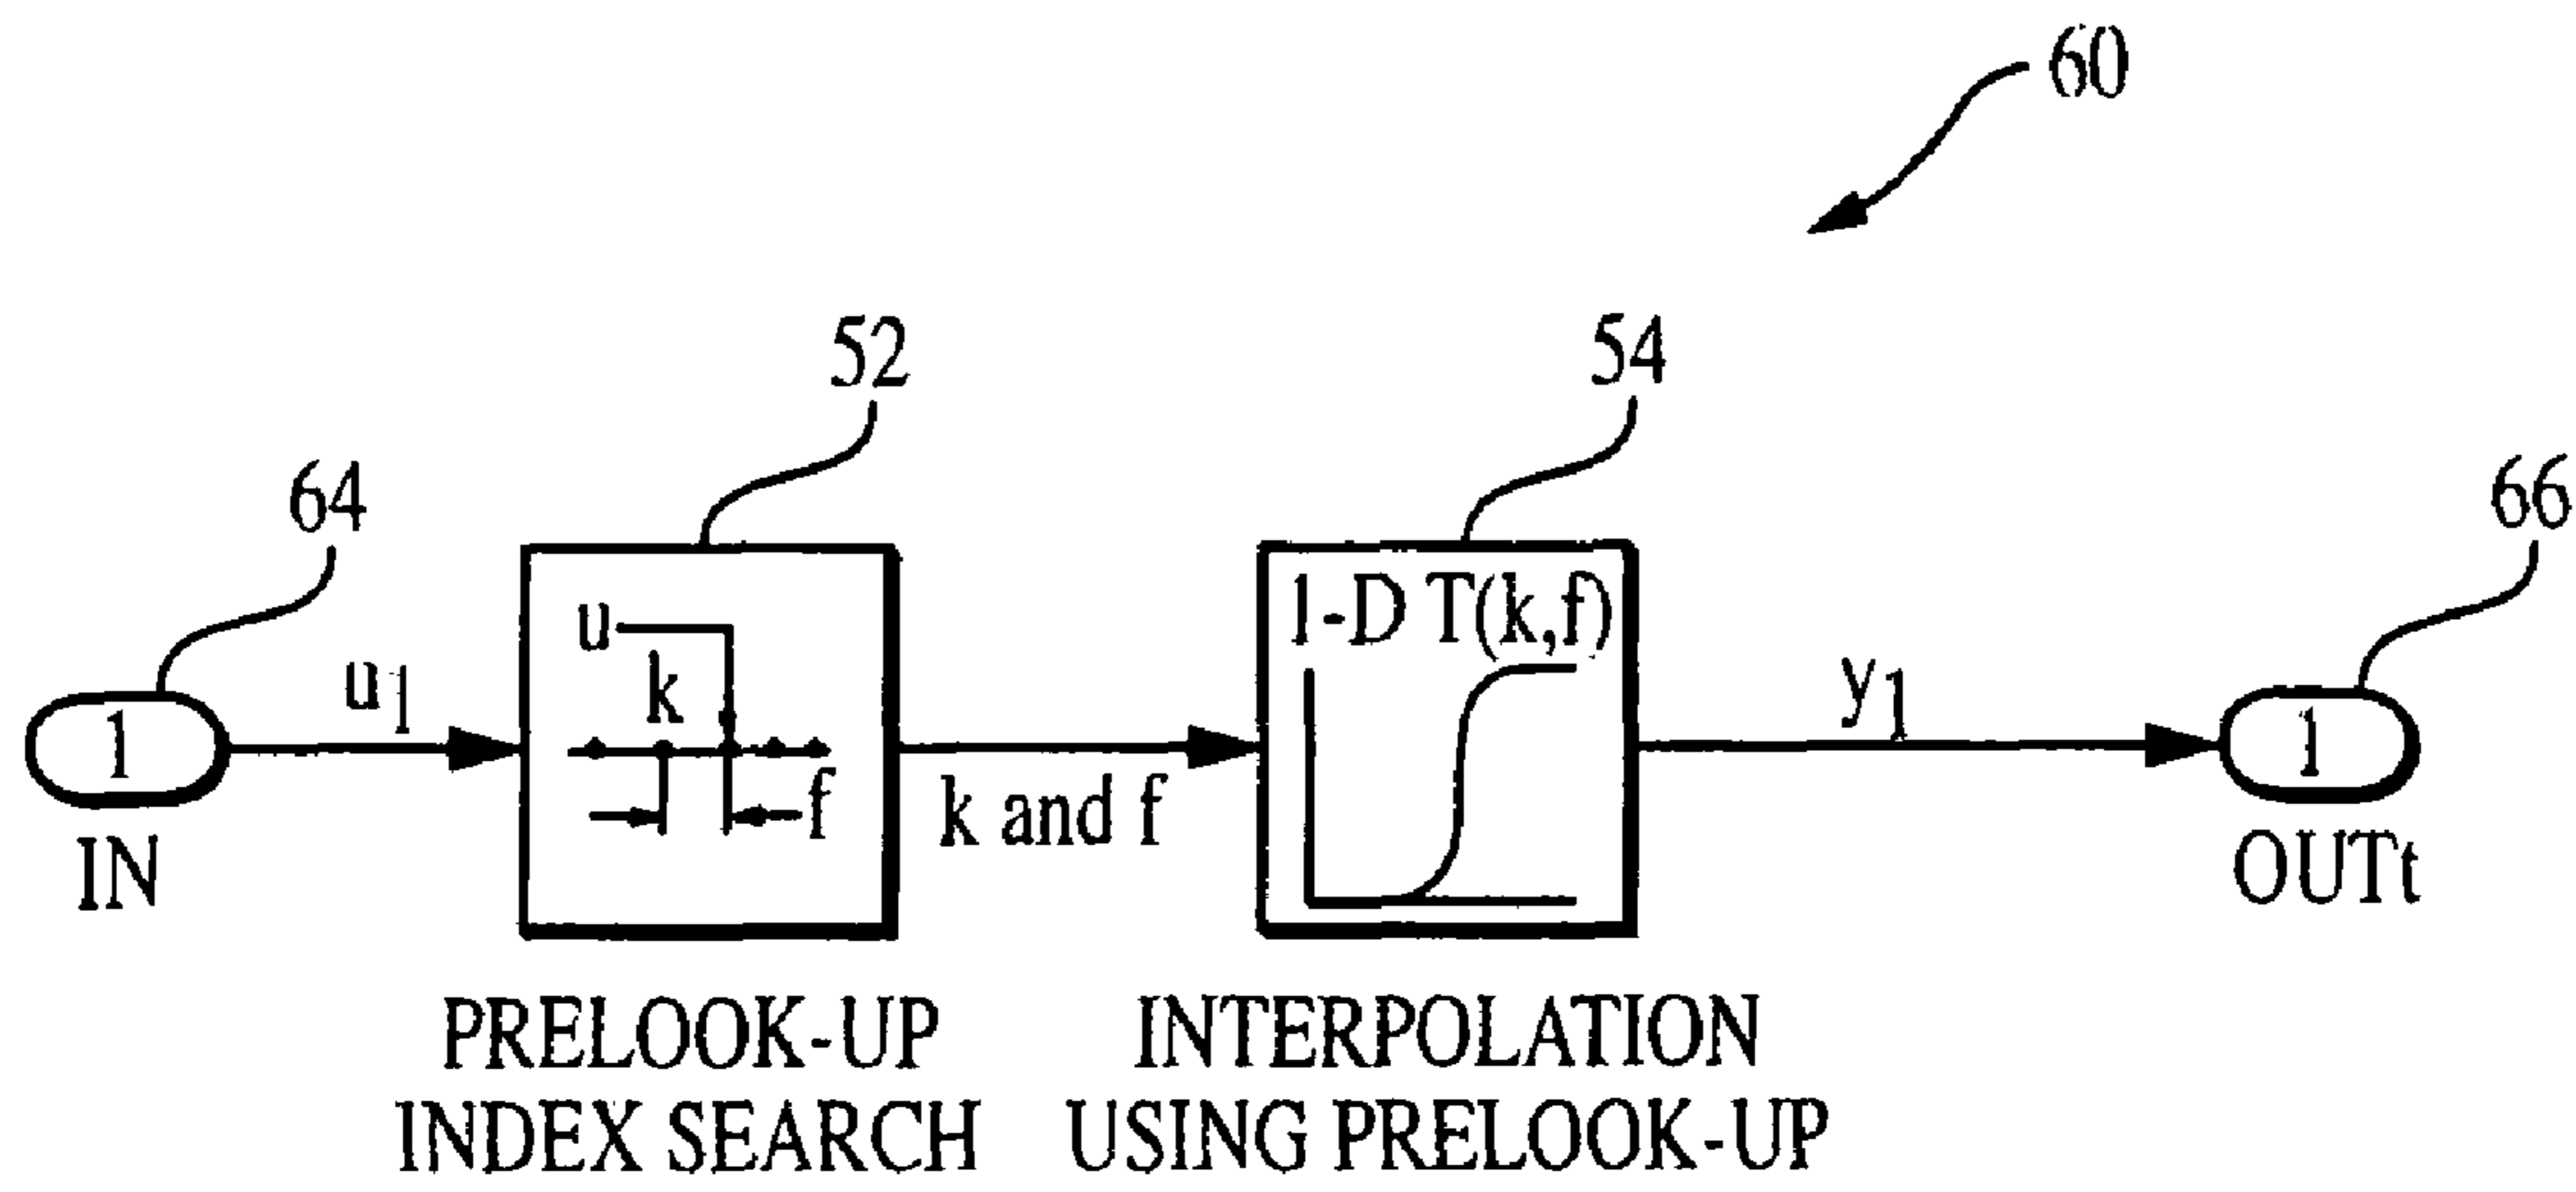 60
52
54
64
66
u
k
f
1-D T(k,f)
1
u1
k and f
y1
1
IN
OUTt
PRELOOK-UP
INDEX SEARCH
INTERPOLATION
USING PRELOOK-UP